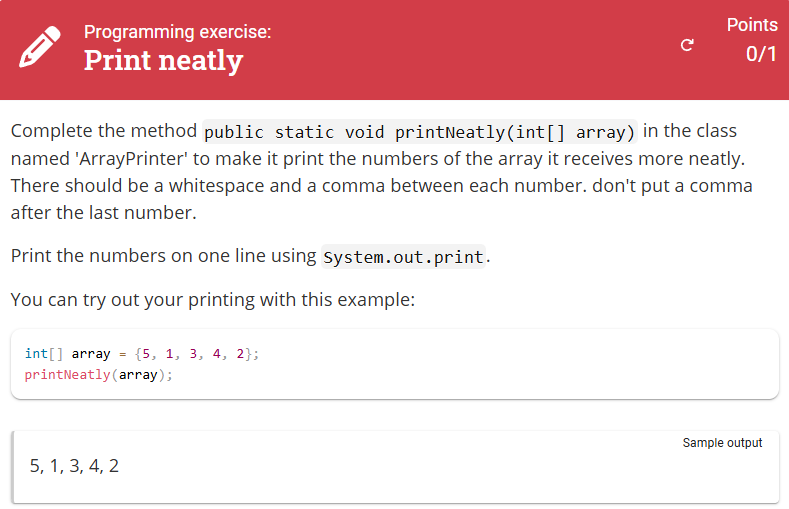 Programming exercise:
Print neatly
Points
0/1
Complete the method public static void printNeatly(int[] array) in the class
named 'ArrayPrinter' to make it print the numbers of the array it receives more neatly.
There should be a whitespace and a comma between each number. don't put a comma
after the last number.
Print the numbers on one line using System.out.print.
You can try out your printing with this example:
int[] array = {5, 1, 3, 4, 2};
printNeatly(array);
Sample output
5, 1, 3, 4, 2